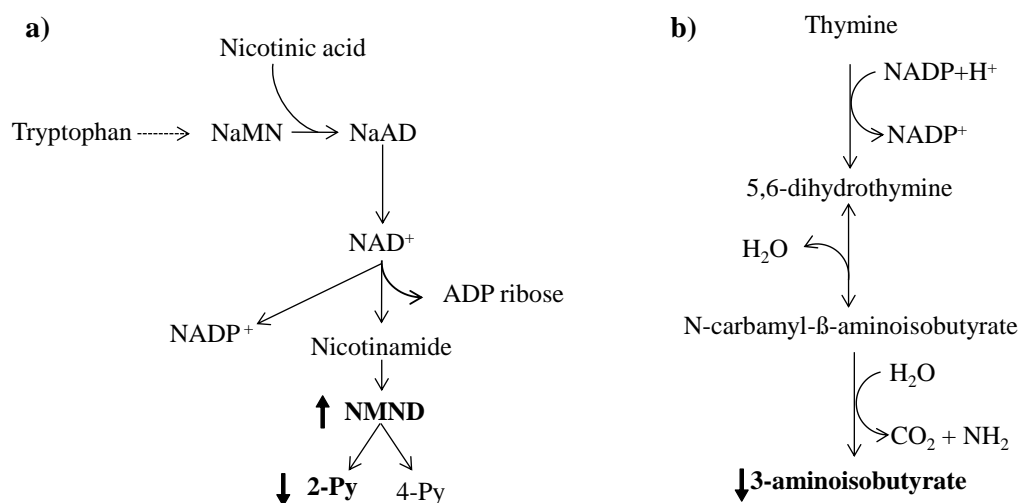 a)
Nicotinic acid
Tryptophan
NaMN
NaAD
NAD⁺
ADP ribose
NADP⁺
Nicotinamide
NMND
2-Py
4-Py
b)
Thymine
NADP+H⁺
NADP⁺
5,6-dihydrothymine
H₂O
N-carbamyl-ß-aminoisobutyrate
H₂O
CO₂ + NH₂
3-aminoisobutyrate